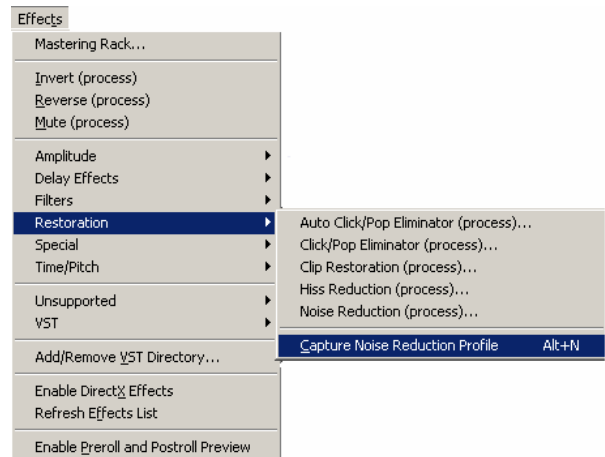 Effects
Mastering Rack...
Invert (process)
Reverse (process)
Mute (process)
Amplitude
Delay Effects
Filters
Restoration
Special
Time/Pitch
Unsupported
VST
Add/Remove VST Directory...
Enable DirectX Effects
Refresh Effects List
Enable Preroll and Postroll Preview
Auto Click/Pop Eliminator (process)...
Click/Pop Eliminator (process)...
Clip Restoration (process)...
Hiss Reduction (process)...
Noise Reduction (process)...
Capture Noise Reduction Profile Alt+N